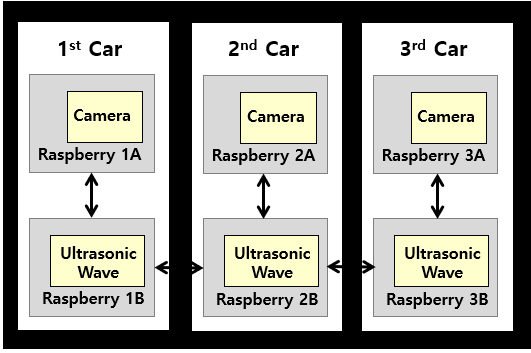 1st Car
Camera
Raspberry 1A
Ultrasonic
Wave
Raspberry 1B
2nd Car
Camera
Raspberry 2A
Ultrasonic
Wave
Raspberry 2B
3rd Car
Camera
Raspberry 3A
Ultrasonic
Wave
Raspberry 3B